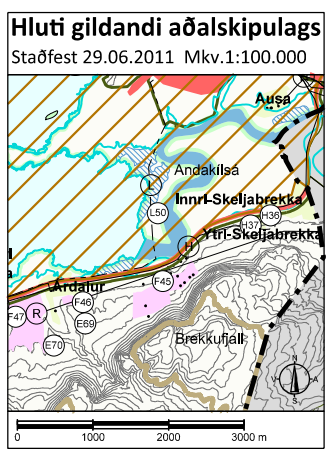 Hluti gildandi aðalskipulags
Staðfest 29.06.2011 Mkv.1:100.000
Ausa
Andakílsá
L
Innri-Skeljabrekka
L50
H36
H37
Ytri-Skeljabrekka
H
F45
Árdalur
F46
F47
R
E69
E70
Brekkufjall
N
A
S
V
0 1000 2000 3000 m